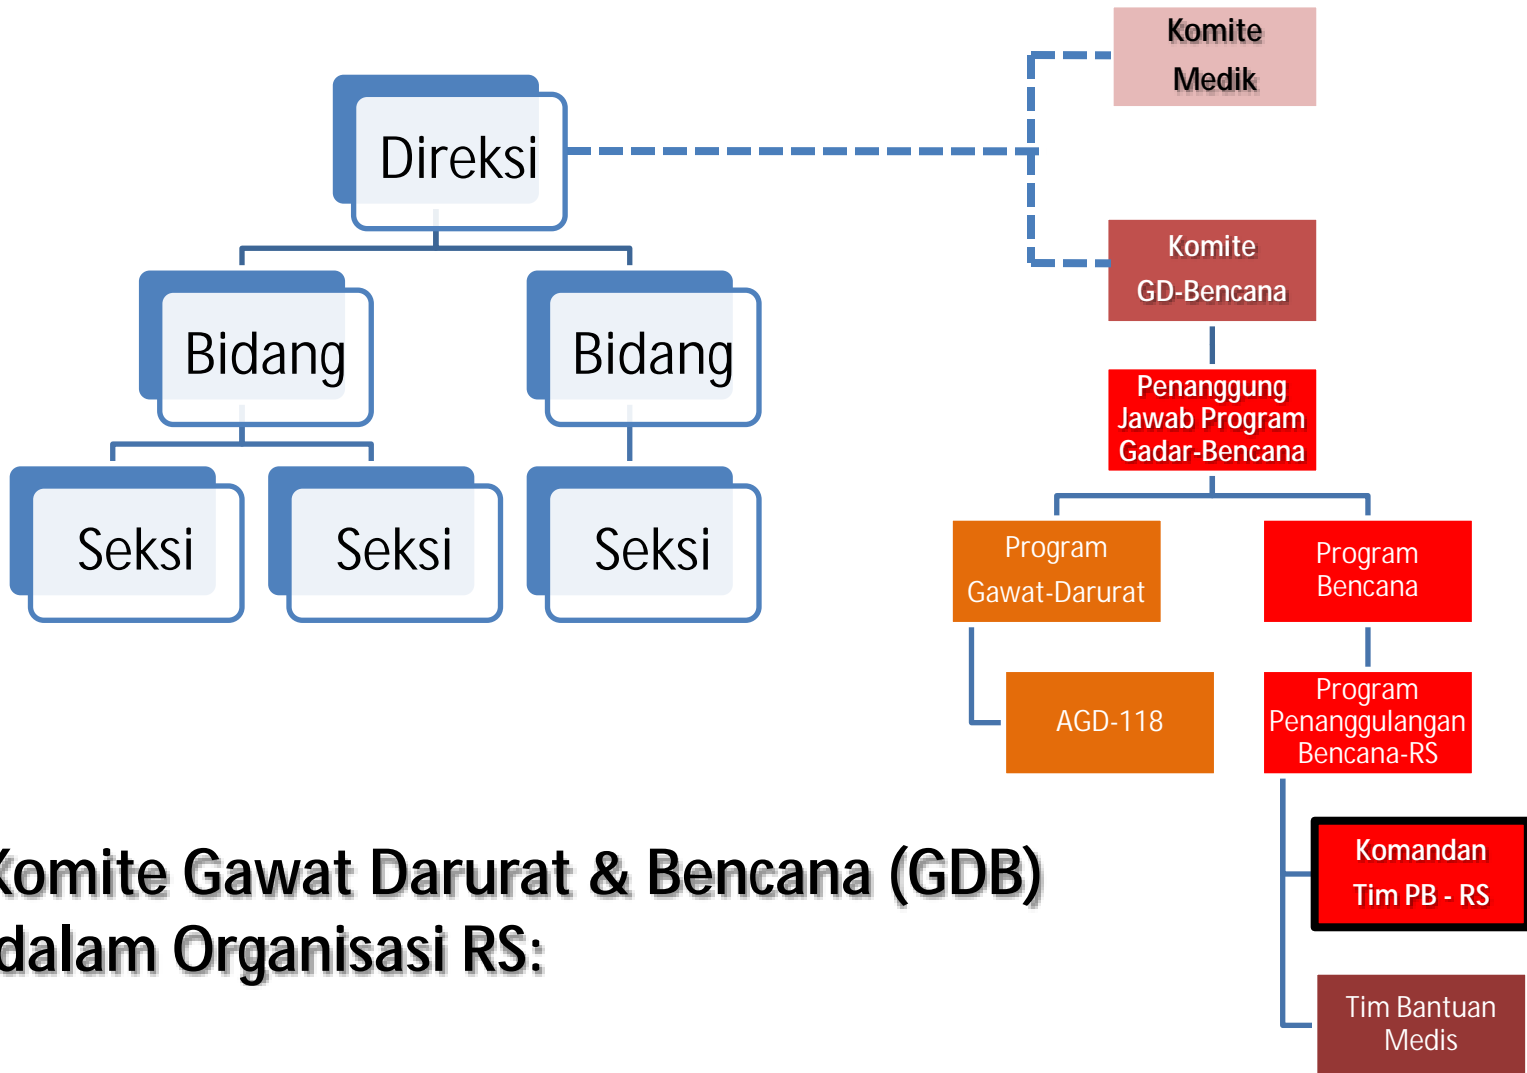 Komite
Medik
Direksi
Komite
GD-Bencana
Bidang
Bidang
Penanggung
Jawab Program
Gadar-Bencana
Seksi
Seksi
Seksi
Program
Gawat-Darurat
Program
Bencana
AGD-118
Program
Penanggulangan
Bencana-RS
Komandan
Tim PB - RS
Komite Gawat Darurat & Bencana (GDB)
dalam Organisasi RS:
Tim Bantuan
Medis